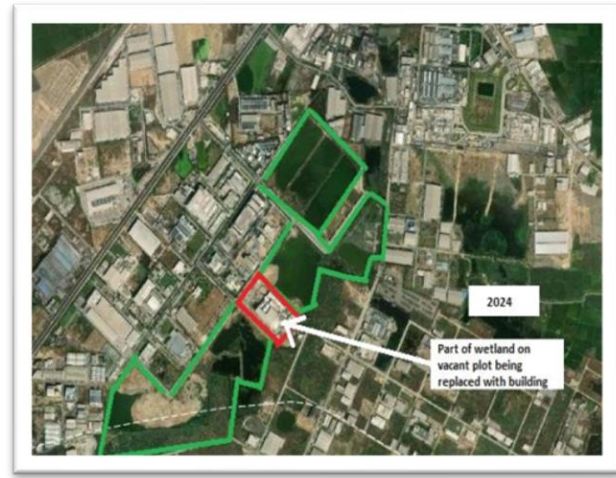 2024
Part of wetland on
vacant plot being
replaced with building